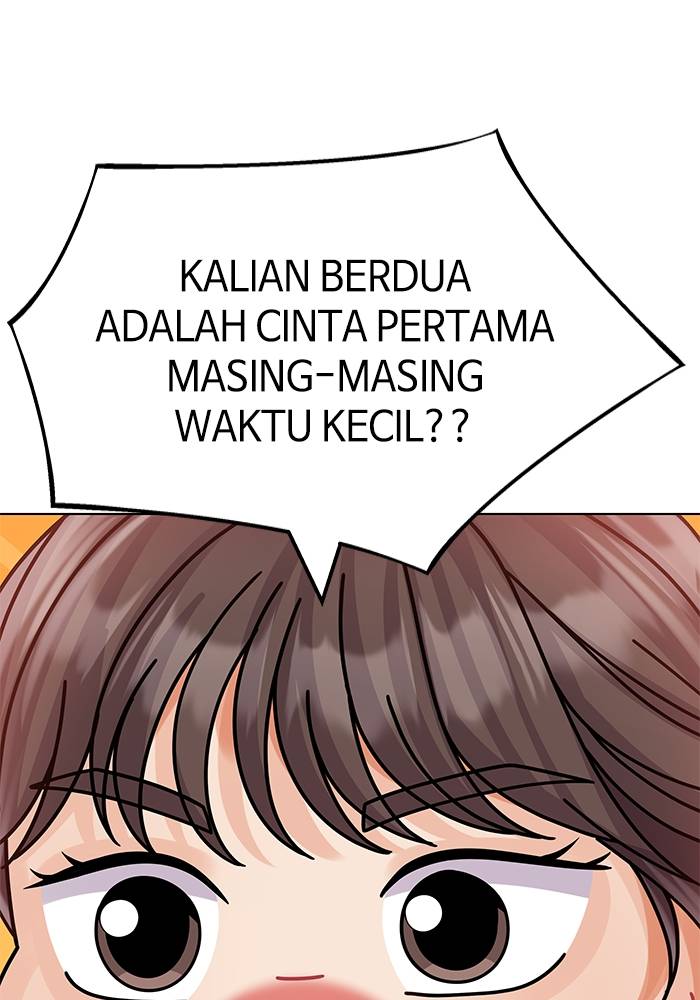 KALIAN BERDUA
ADALAH CINTA PERTAMA
MASING-MASING
WAKTU KECIL??